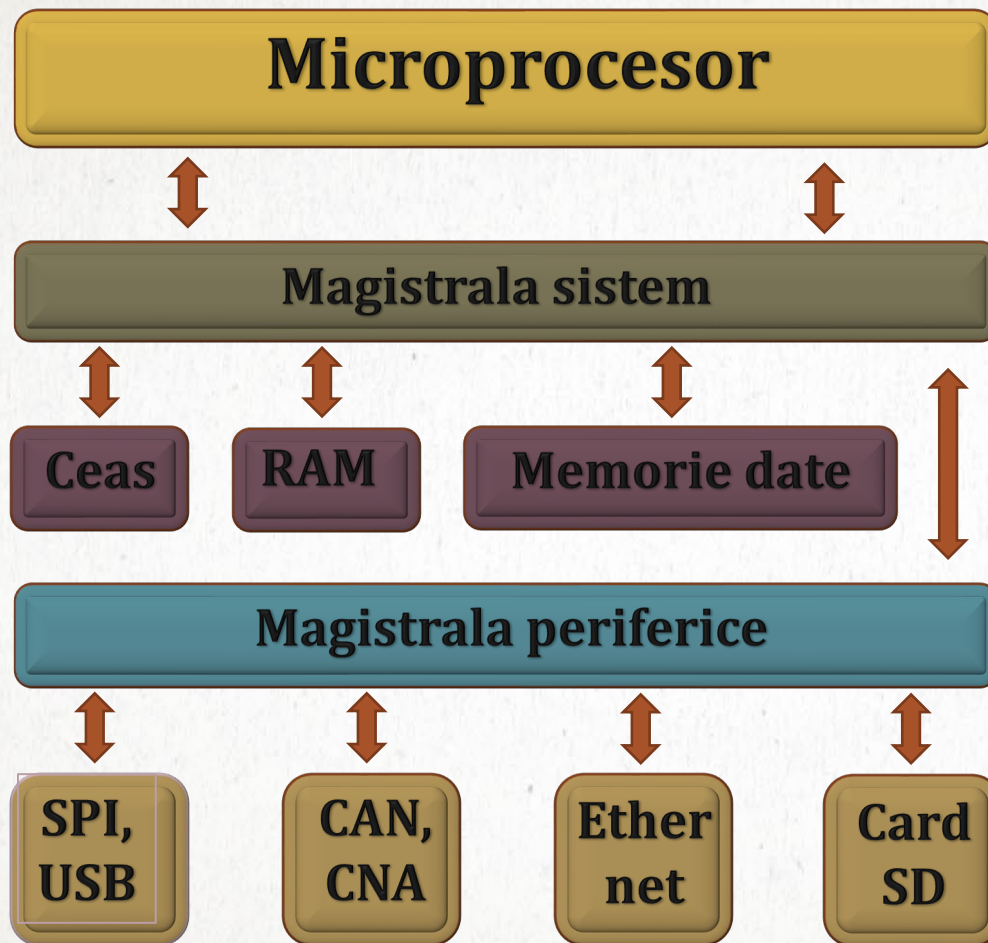 Microprocesor
Magistrala sistem
Ceas
RAM
Memorie date
Magistrala periferice
SPI,
USB
CAN,
CNA
Ether
net
Card
SD